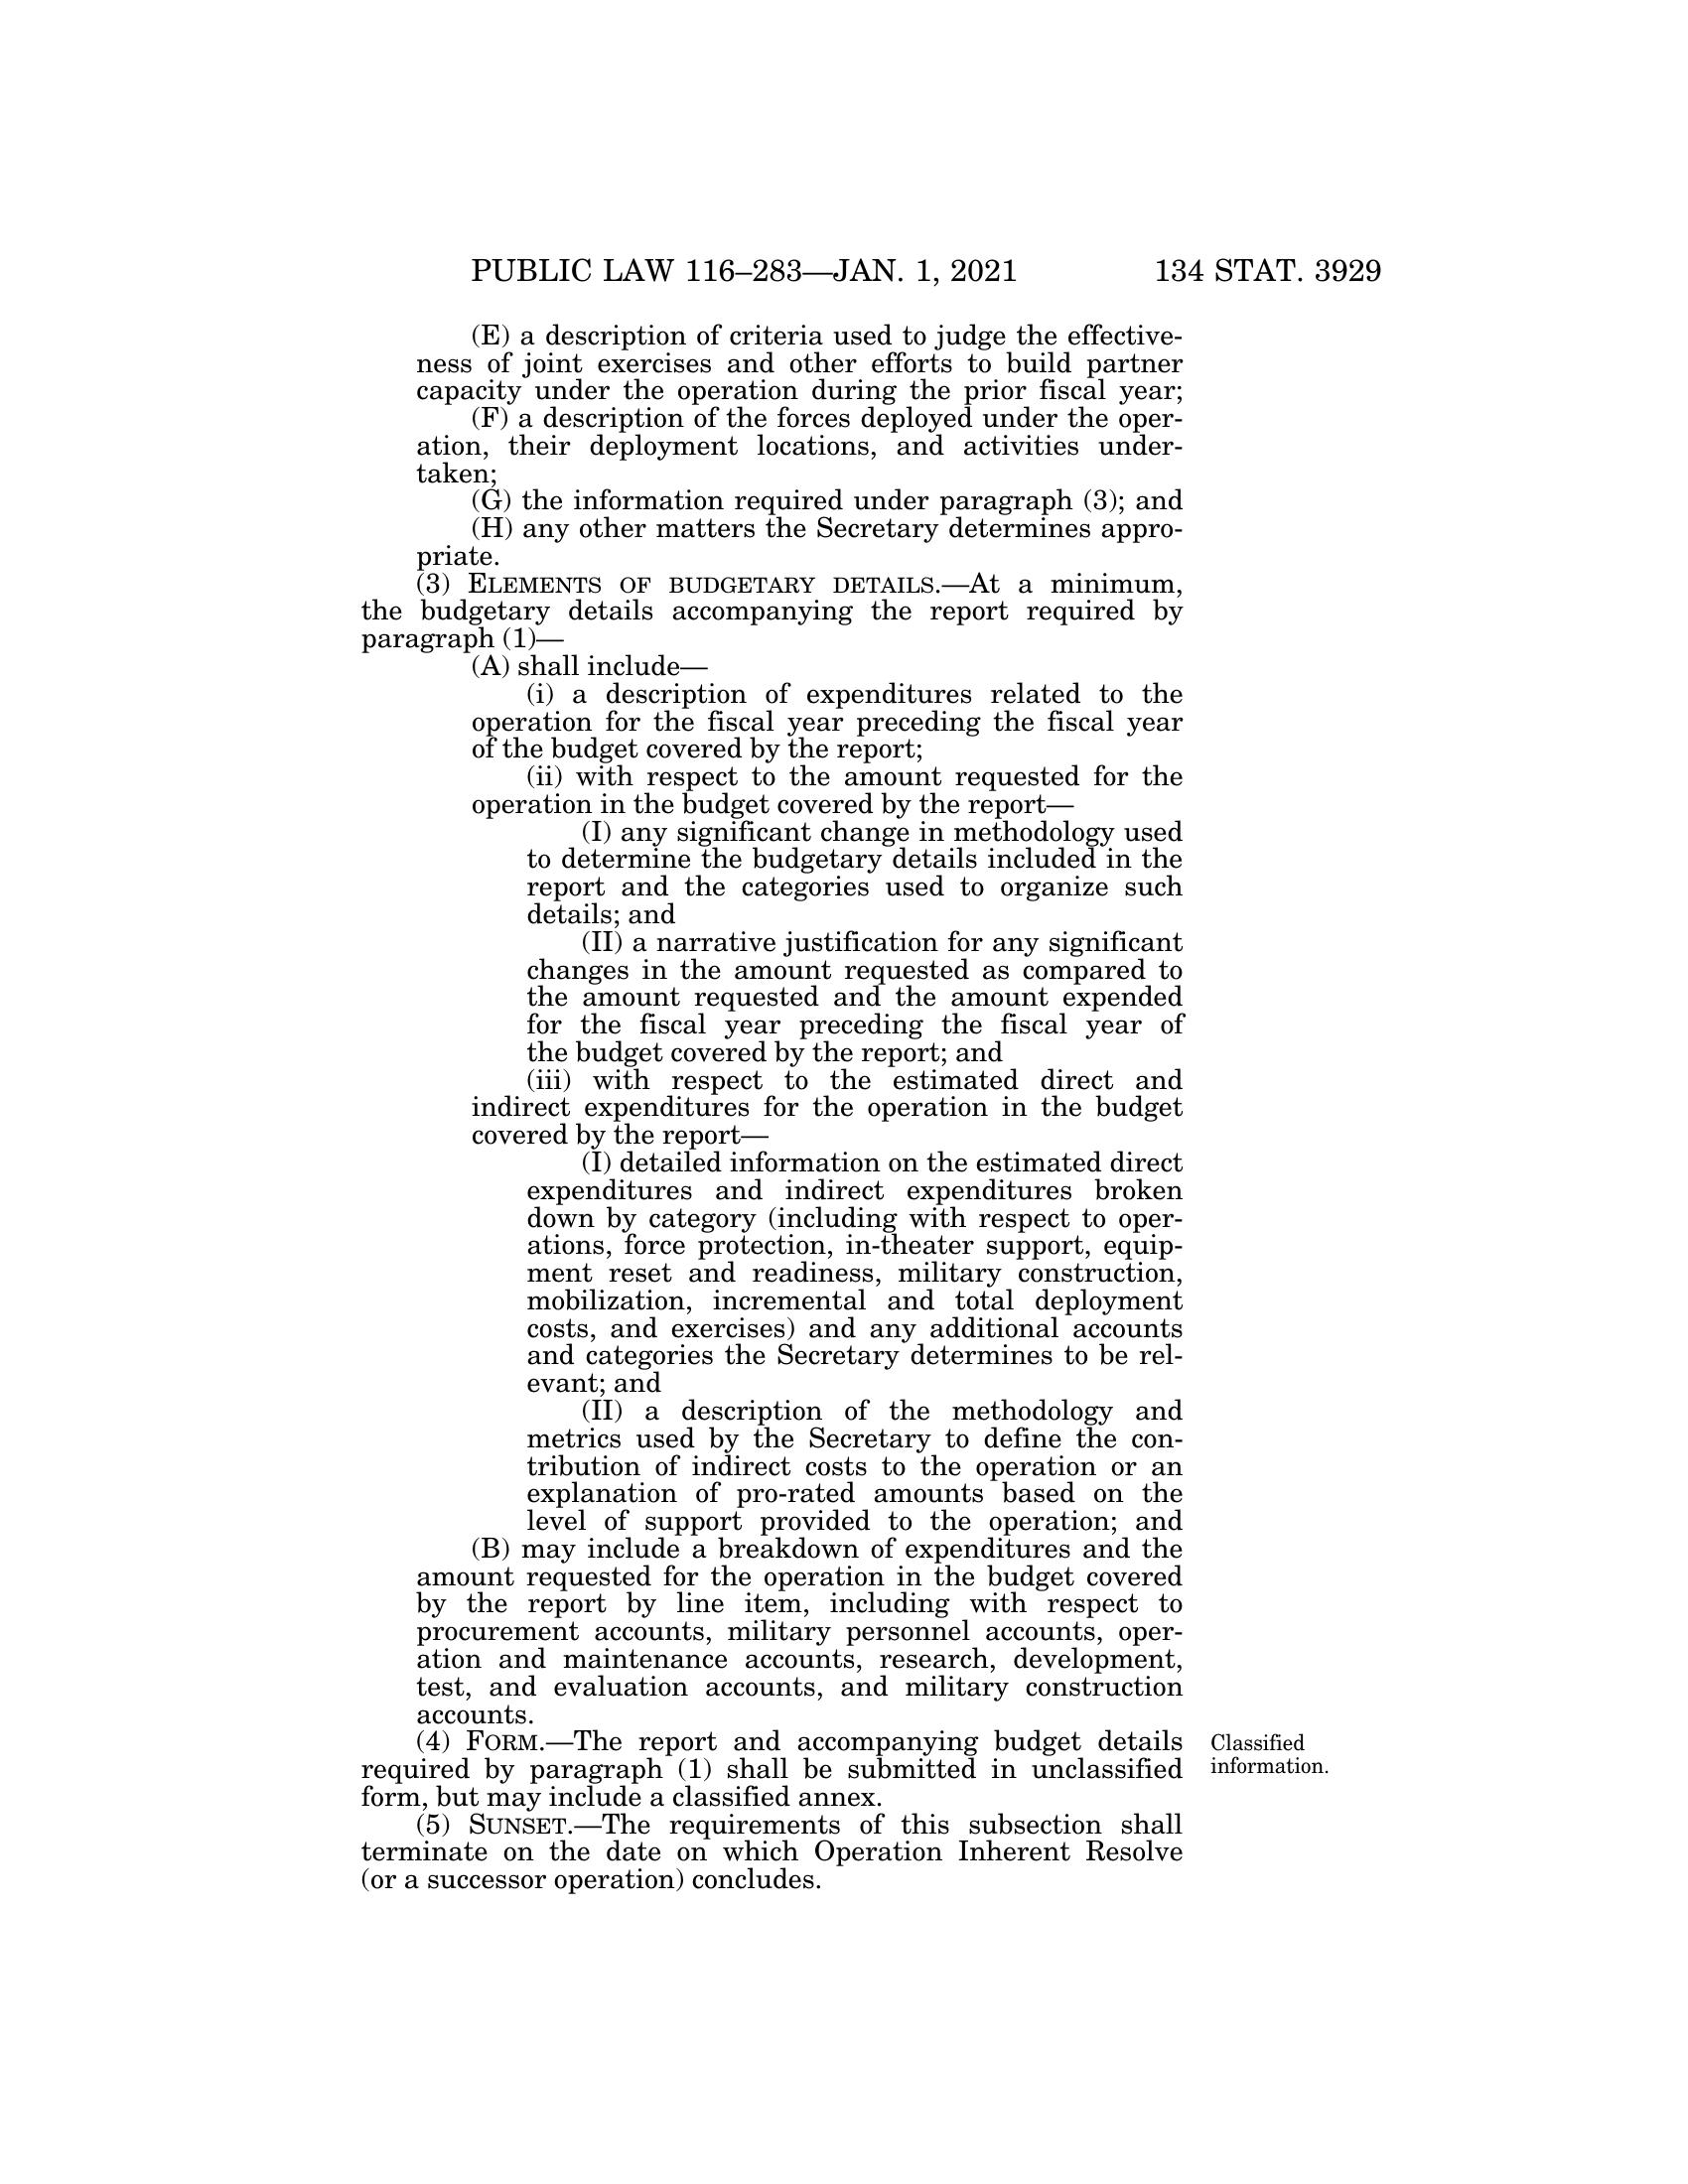 PUBLIC LAW 116–283—JAN. 1, 2021 134 STAT. 3929
(E) a description of criteria used to judge the effective-
ness of joint exercises and other efforts to build partner
capacity under the operation during the prior fiscal year;
(F) a description of the forces deployed under the oper-
ation, their deployment locations, and activities under-
taken;
(G) the information required under paragraph (3); and
(H) any other matters the Secretary determines appro-
priate.
(3) ELEMENTS OF BUDGETARY DETAILS.—At a minimum,
the budgetary details accompanying the report required by
paragraph (1)—
(A) shall include—
(i) a description of expenditures related to the
operation for the fiscal year preceding the fiscal year
of the budget covered by the report;
(ii) with respect to the amount requested for the
operation in the budget covered by the report—
(I) any significant change in methodology used
to determine the budgetary details included in the
report and the categories used to organize such
details; and
(II) a narrative justification for any significant
changes in the amount requested as compared to
the amount requested and the amount expended
for the fiscal year preceding the fiscal year of
the budget covered by the report; and
(iii) with respect to the estimated direct and
indirect expenditures for the operation in the budget
covered by the report—
(I) detailed information on the estimated direct
expenditures and indirect expenditures broken
down by category (including with respect to oper-
ations, force protection, in-theater support, equip-
ment reset and readiness, military construction,
mobilization, incremental and total deployment
costs, and exercises) and any additional accounts
and categories the Secretary determines to be rel-
evant; and
(II) a description of the methodology and
metrics used by the Secretary to define the con-
tribution of indirect costs to the operation or an
explanation of pro-rated amounts based on the
level of support provided to the operation; and
(B) may include a breakdown of expenditures and the
amount requested for the operation in the budget covered
by the report by line item, including with respect to
procurement accounts, military personnel accounts, oper-
ation and maintenance accounts, research, development,
test, and evaluation accounts, and military construction
accounts.
(4) FORM.—The report and accompanying budget details
required by paragraph (1) shall be submitted in unclassified
form, but may include a classified annex.
Classified
information.
(5) SUNSET.—The requirements of this subsection shall
terminate on the date on which Operation Inherent Resolve
(or a successor operation) concludes.